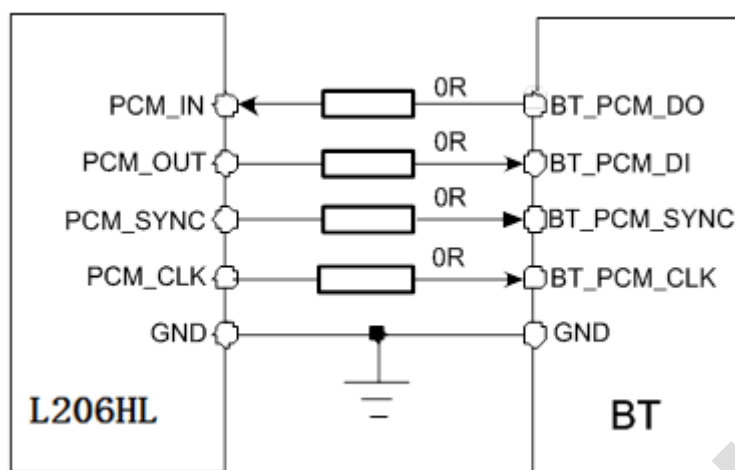 0R
PCM_IN
BT_PCM_DO
0R
PCM_OUT
BT_PCM_DI
0R
PCM_SYNC
BT_PCM_SYNC
0R
PCM_CLK
BT_PCM_CLK
GND
GND
L206HL
BT